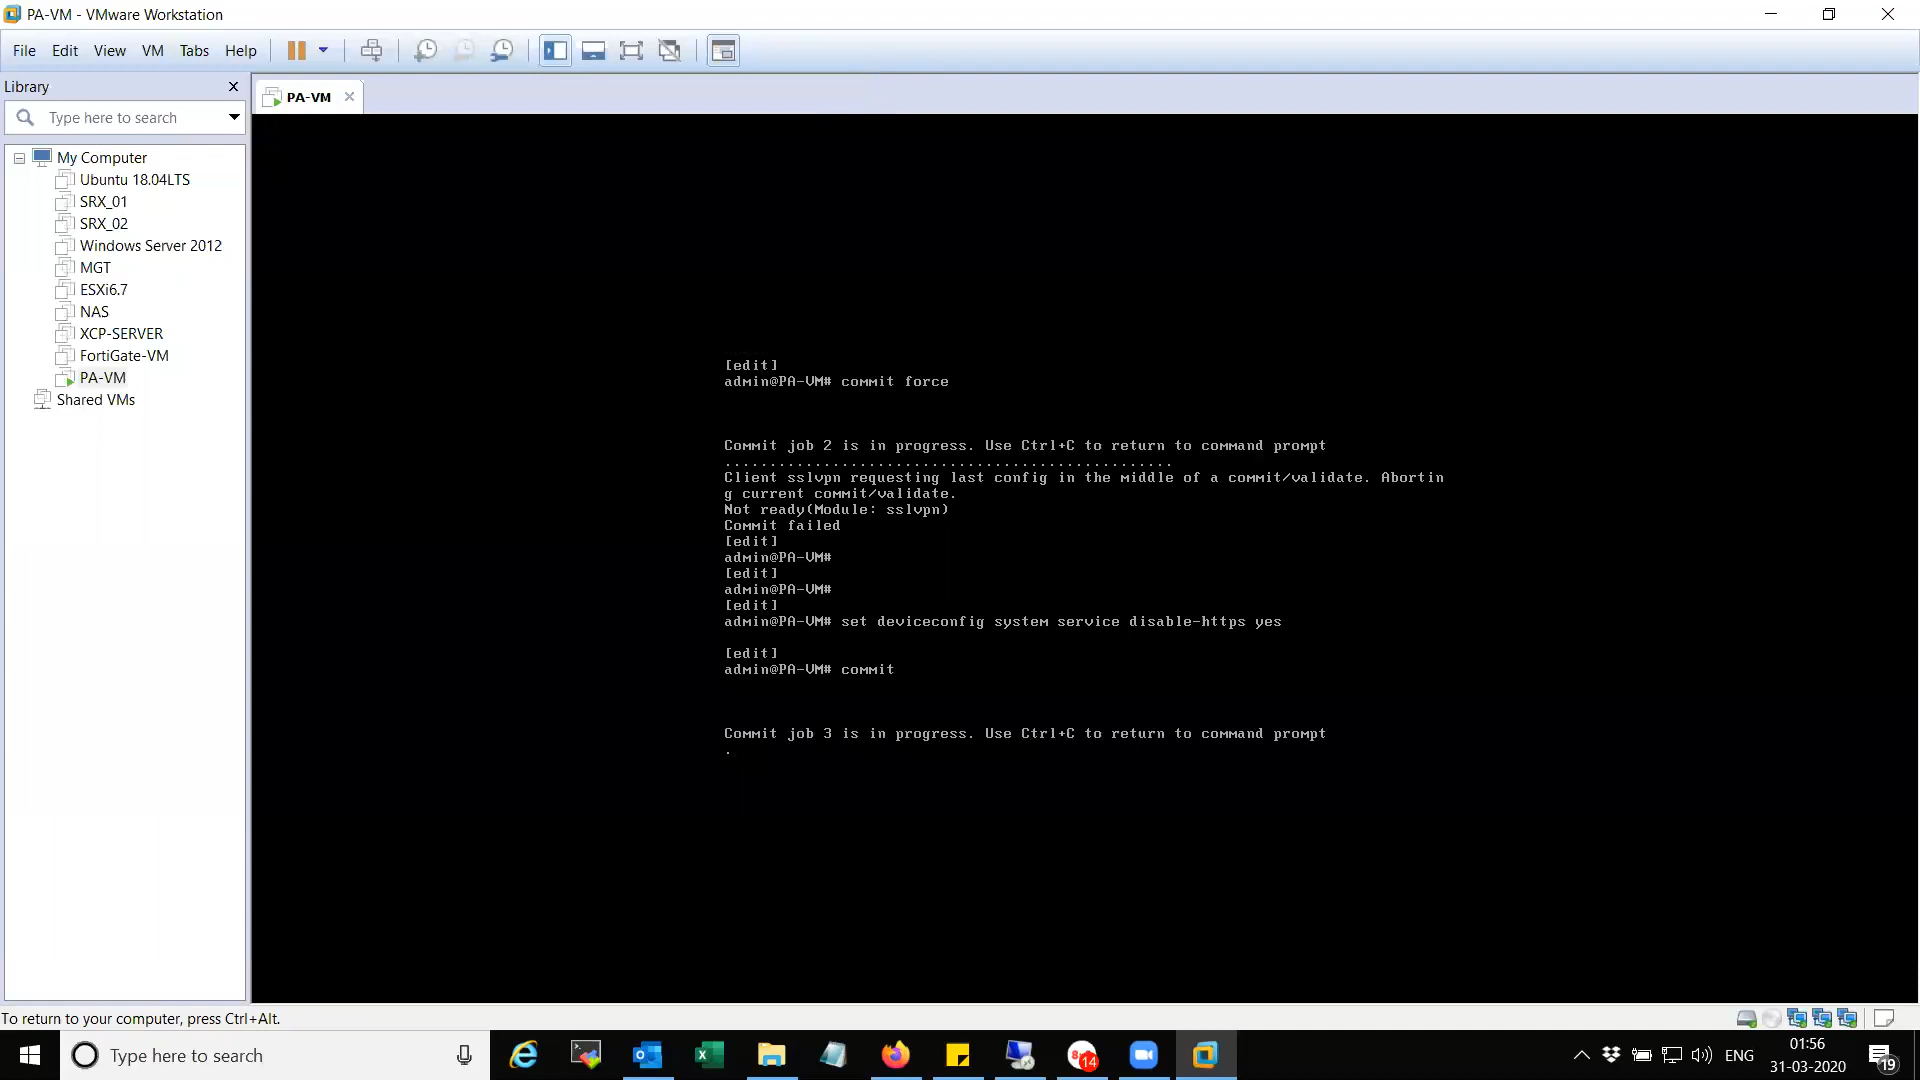 PA-VM - VMware Workstation
File Edit View VM Tabs Help
Library
Type here to search
My Computer
Ubuntu 18.04LTS
SRX_01
SRX_02
Windows Server 2012
MGT
ESXi6.7
NAS
XCP-SERVER
FortiGate-VM
PA-VM
Shared VMs
PA-VM
[edit]
admin@PA-VM# commit force
Commit job 2 is in progress. Use Ctrl+C to return to command prompt
..................................................
Client sslvpn requesting last config in the middle of a commit/validate. Abortin
g current commit/validate.
Not ready(Module: sslvpn)
Commit failed
[edit]
admin@PA-VM#
[edit]
admin@PA-VM#
[edit]
admin@PA-VM# set deviceconfig system service disable-https yes
[edit]
admin@PA-VM# commit
Commit job 3 is in progress. Use Ctrl+C to return to command prompt
.
To return to your computer, press Ctrl+Alt.
Type here to search
14
ENG
01:56
31-03-2020
19